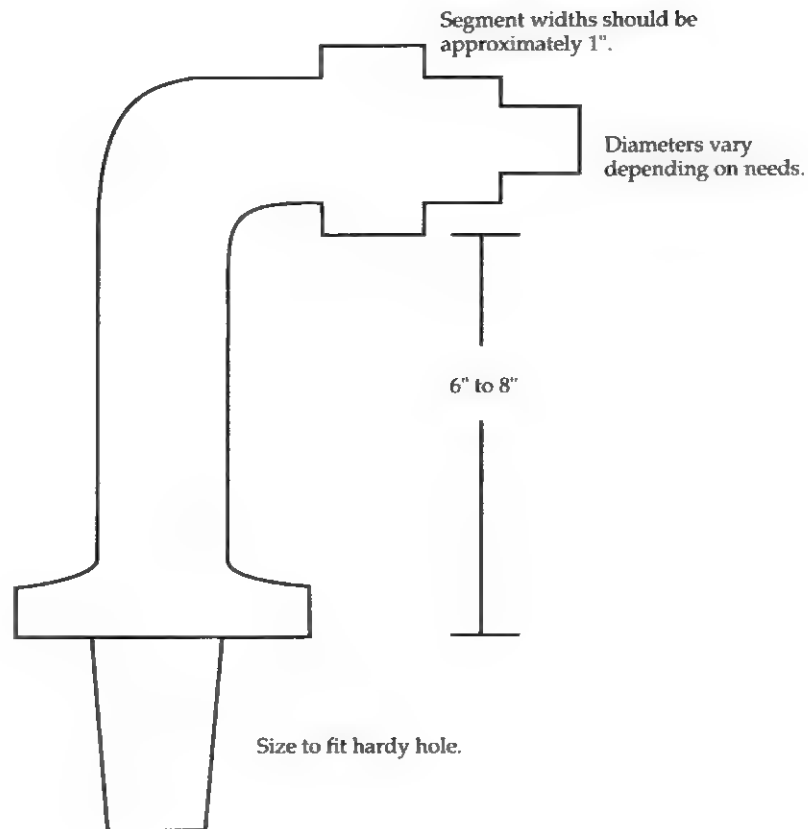 Segment widths should be
approximately 1".
Diameters vary
depending on needs.
6" to 8"
Size to fit hardy hole.